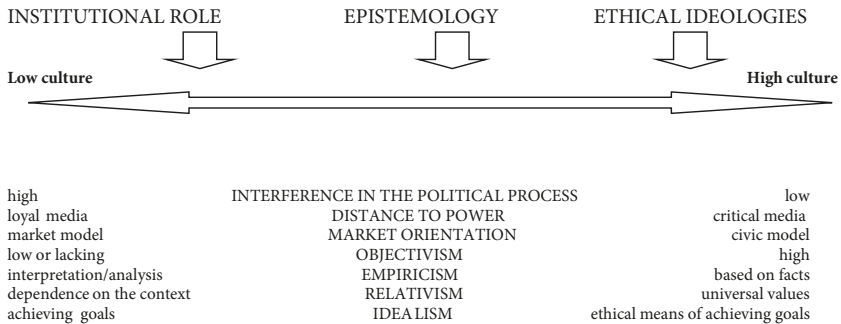 INSTITUTIONAL ROLE EPISTEMOLOGY ETHICAL IDEOLOGIES
Low culture High culture
high INTERFERENCE IN THE POLITICAL PROCESS low
loyal media DISTANCE TO POWER critical media
market model MARKET ORIENTATION civic model
low or lacking OBJECTIVISM high
interpretation/analysis EMPIRICISM based on facts
dependence on the context RELATIVISM universal values
achieving goals IDEALISM ethical means of achieving goals